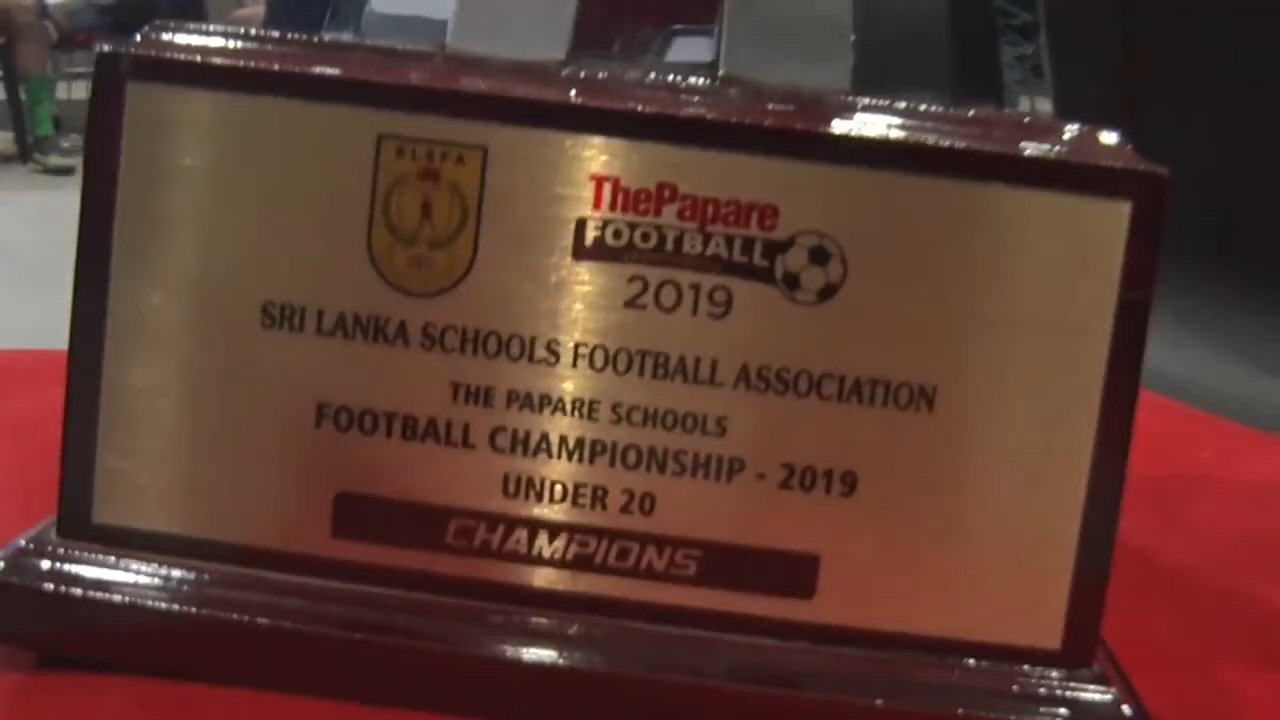 SLSFA
ThePapare
FOOTBALL
2019
SRI LANKA SCHOOLS FOOTBALL ASSOCIATION
THE PAPARE SCHOOLS
FOOTBALL CHAMPIONSHIP - 2019
UNDER 20
CHAMPIONS